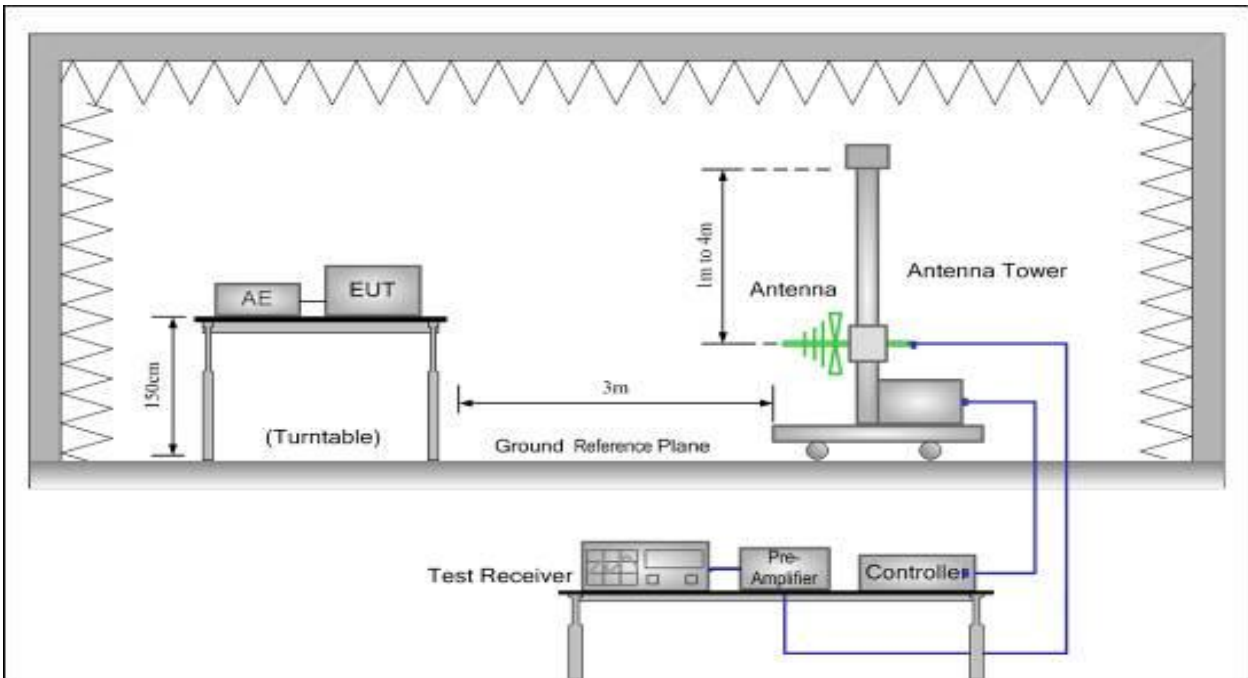 1m to 4m
Antenna Tower
Antenna
AE
EUT
150cm
3m
(Turntable)
Ground Reference Plane
Test Receiver
Pre-
Amplifier
Controller